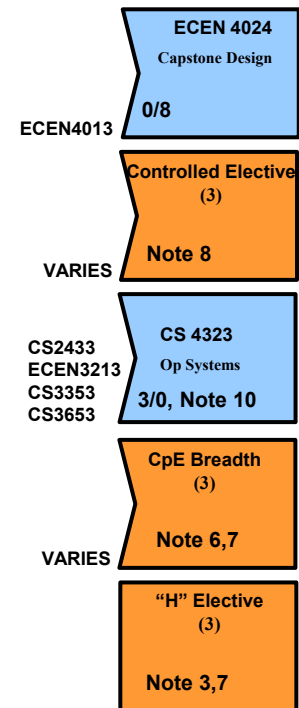 ECEN 4024
Capstone Design
0/8
ECEN4013
Controlled Elective
(3)
Note 8
VARIES
CS 4323
Op Systems
3/0, Note 10
CS2433
ECEN3213
CS3353
CS3653
CpE Breadth
(3)
Note 6,7
VARIES
“H” Elective
(3)
Note 3,7